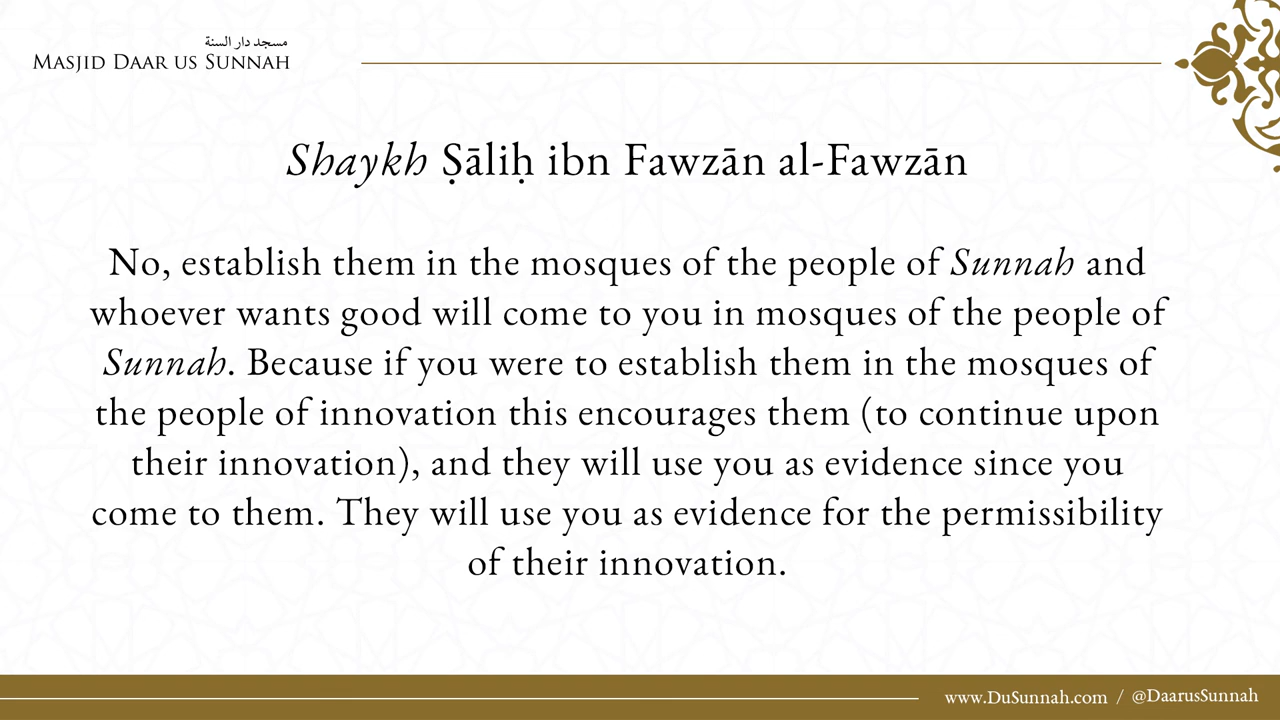 مسجد دار السنة
MASJID DAAR US SUNNAH
Shaykh Ṣāliḥ ibn Fawzān al-Fawzān
No, establish them in the mosques of the people of Sunnah and
whoever wants good will come to you in mosques of the people of
Sunnah. Because if you were to establish them in the mosques of
the people of innovation this encourages them (to continue upon
their innovation), and they will use you as evidence since you
come to them. They will use you as evidence for the permissibility
of their innovation.
www.DuSunnah.com / @DaarusSunnah